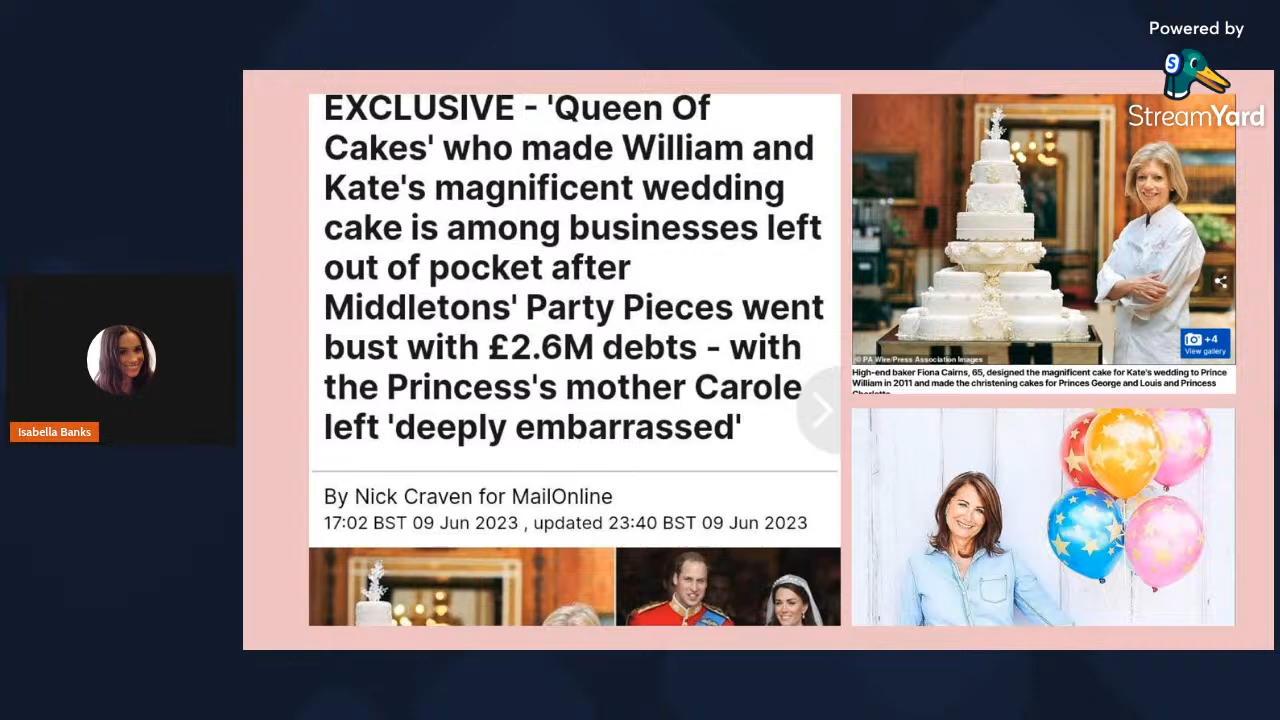 Powered by
S
StreamYard
EXCLUSIVE - 'Queen Of
Cakes' who made William and
Kate's magnificent wedding
cake is among businesses left
out of pocket after
Middletons' Party Pieces went
bust with £2.6M debts - with
the Princess's mother Carole
left 'deeply embarrassed'
By Nick Craven for MailOnline
17:02 BST 09 Jun 2023 , updated 23:40 BST 09 Jun 2023
© PA Wire/Press Association Images
+4
View gallery
High-end baker Fiona Cairns, 65, designed the magnificent cake for Kate's wedding to Prince
William in 2011 and made the christening cakes for Princes George and Louis and Princess
Charlotte
Isabella Banks